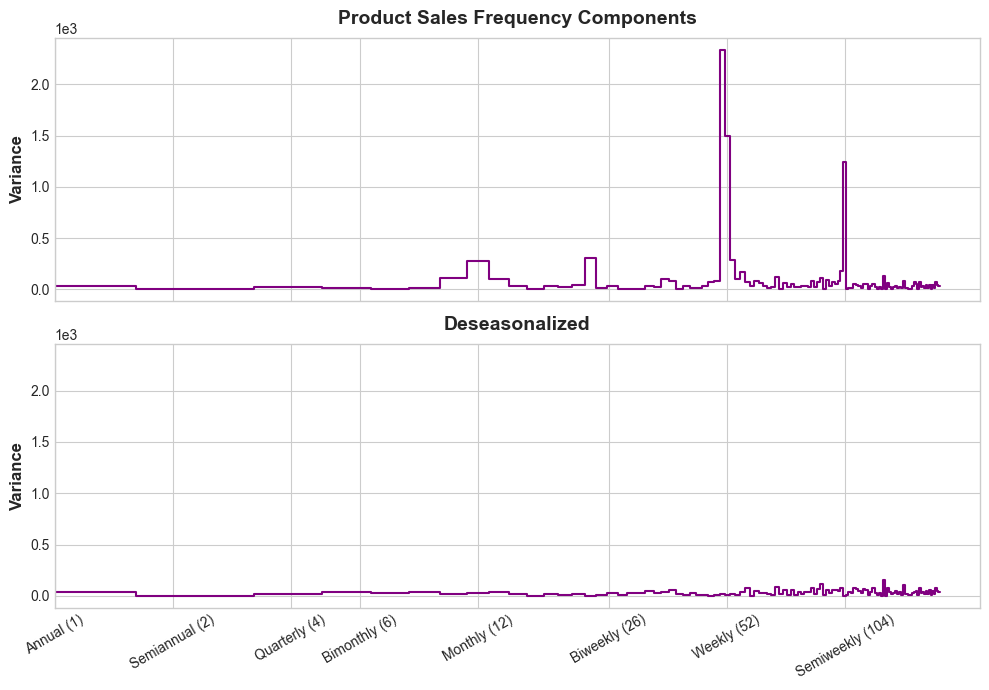 Product Sales Frequency Components
1e3
2.0
1.5
1.0
0.5
0.0
Variance
Deseasonalized
1e3
2.0
1.5
1.0
0.5
0.0
Variance
Annual (1)
Semiannual (2)
Quarterly (4)
Bimonthly (6)
Monthly (12)
Biweekly (26)
Weekly (52)
Semiweekly (104)